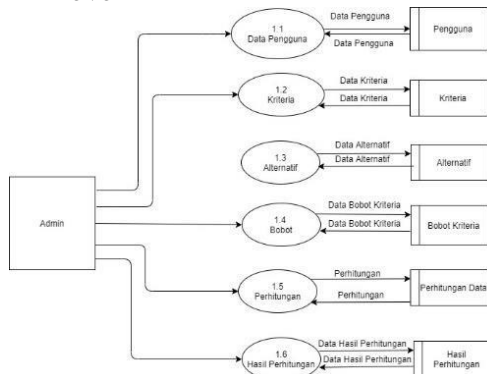 Data Pengguna
1.1
Data Pengguna
Data Pengguna
Pengguna
Data Kriteria
1.2
Kriteria
Data Kriteria
Kriteria
Data Alternatif
1.3
Alternatif
Data Alternatif
Alternatif
Admin
Data Bobot Kriteria
1.4
Bobot
Data Bobot Kriteria
Bobot Kriteria
Perhitungan
1.5
Perhitungan
Perhitungan
Perhitungan Data
Data Hasil Perhitungan
1.6
Hasil Perhitungan
Data Hasil Perhitungan
Hasil
Perhitungan